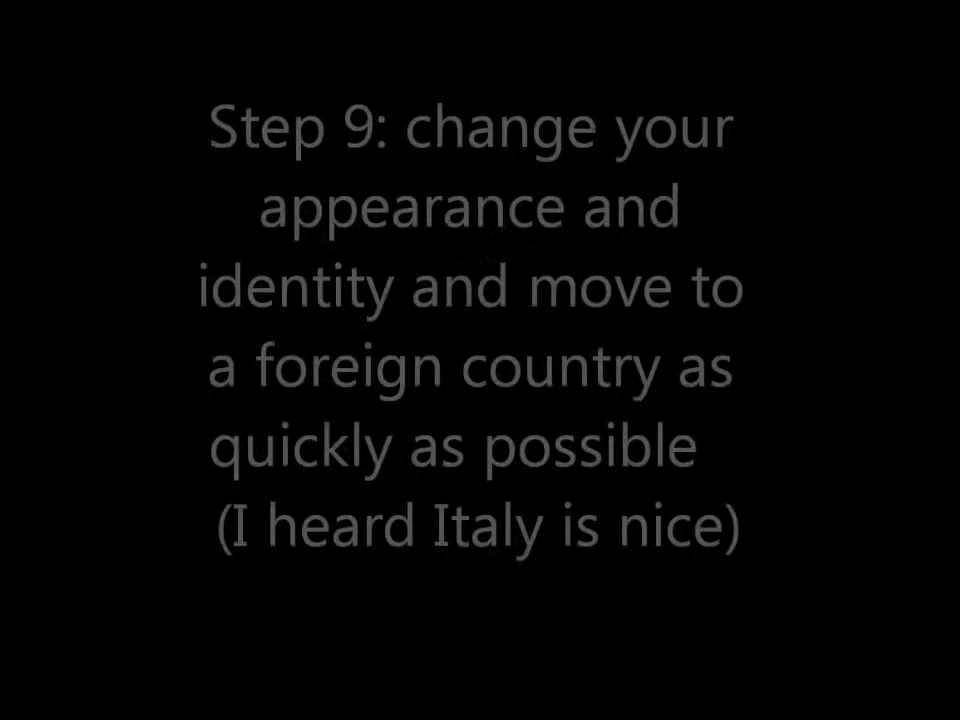 Step 9: change your
appearance and
identity and move to
a foreign country as
quickly as possible
(I heard Italy is nice)